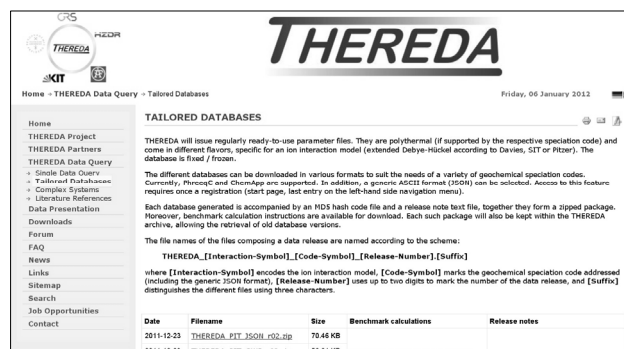 GRS
HZDR
THEREDA
KIT
THEREDA
Home → THEREDA Data Query → Tailored Databases
Friday, 06 January 2012
Home
THEREDA Project
THEREDA Partners
THEREDA Data Query
+ Single Data Query
+ Tailored Databases
+ Complex Systems
+ Literature References
Data Presentation
Downloads
Forum
FAQ
News
Links
Sitemap
Search
Job Opportunities
Contact
TAILORED DATABASES
THEREDA will issue regularly ready-to-use parameter files. They are polythermal (if supported by the respective speciation code) and
come in different flavors, specific for an ion interaction model (extended Debye-Hückel according to Davies, SIT or Pitzer). The
database is fixed / frozen.
The different databases can be downloaded in various formats to suit the needs of a variety of geochemical speciation codes.
Currently, PhreeqC and ChemApp are supported. In addition, a generic ASCII format (JSON) can be selected. Access to this feature
requires once a registration (start page, last entry on the left-hand side navigation menu).
Each database generated is accompanied by an MD5 hash code file and a release note text file, together they form a zipped package.
Moreover, benchmark calculation instructions are available for download. Each such package will also be kept within the THEREDA
archive, allowing the retrieval of old database versions.
The file names of the files composing a data release are named according to the scheme:
THEREDA_[Interaction-Symbol]_[Code-Symbol]_[Release-Number].[Suffix]
where [Interaction-Symbol] encodes the ion interaction model, [Code-Symbol] marks the geochemical speciation code addressed
(including the generic JSON format), [Release-Number] uses up to two digits to mark the number of the data release, and [Suffix]
distinguishes the different files using three characters.
Date Filename Size Benchmark calculations Release notes
2011-12-23 THEREDA_PIT_JSON_r02.zip 70.46 KB